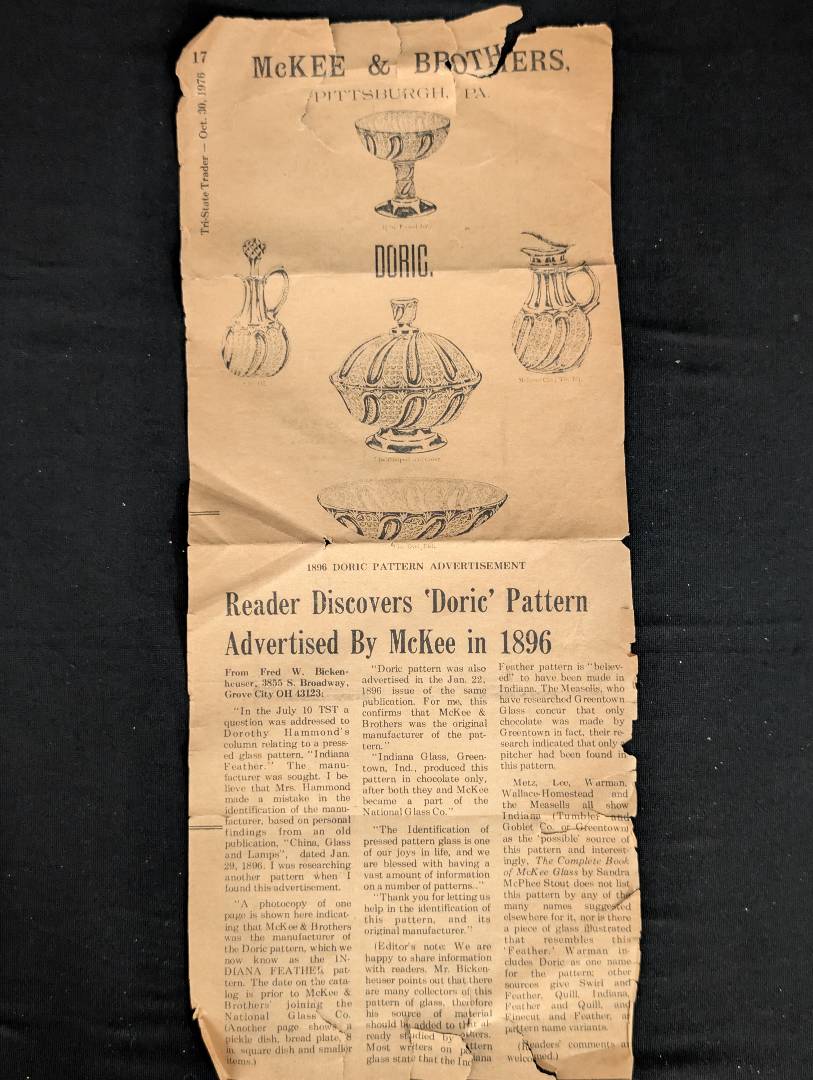 17
Tri-State Trader — Oct. 30, 1976
McKEE & BROTHERS,
PITTSBURGH, PA.
DORIC.
1896 DORIC PATTERN ADVERTISEMENT
Reader Discovers 'Doric' Pattern
Advertised By McKee in 1896
From Fred W. Bicken-
heuser, 3855 S. Broadway,
Grove City OH 43123:
"In the July 10 TST a
question was addressed to
Dorothy Hammond's
column relating to a press-
ed glass pattern, "Indiana
Feather." The manu-
facturer was sought. I be-
lieve that Mrs. Hammond
made a mistake in the
identification of the manu-
facturer, based on personal
findings from an old
publication, "China, Glass
and Lamps", dated Jan.
29, 1896. I was researching
another pattern when I
found this advertisement.
"A photocopy of one
page is shown here indicat-
ing that McKee & Brothers
was the manufacturer of
the Doric pattern, which we
now know as the IN-
DIANA FEATHER pat-
tern. The date on the cata-
log is prior to McKee &
Brothers' joining the
National Glass Co.
(Another page shows a
pickle dish, bread plate, 8
in. square dish and smaller
items.)
"Doric pattern was also
advertised in the Jan. 22,
1896 issue of the same
publication. For me, this
confirms that McKee &
Brothers was the original
manufacturer of the pat-
tern."
"Indiana Glass, Green-
town, Ind., produced this
pattern in chocolate only,
after both they and McKee
became a part of the
National Glass Co."
"The Identification of
pressed pattern glass is one
of our joys in life, and we
are blessed with having a
vast amount of information
on a number of patterns.."
"Thank you for letting us
help in the identification of
this pattern, and its
original manufacturer."
(Editor's note: We are
happy to share information
with readers. Mr. Bicken-
heuser points out that there
are many collectors of this
pattern of glass, therefore
his source of material
should be added to that al-
ready studied by others.
Most writers on pattern
glass state that the Indiana
Feather pattern is "believ-
ed" to have been made in
Indiana. The Measells, who
have researched Greentown
Glass concur that only
chocolate was made by
Greentown in fact, their re-
search indicated that only
pitcher had been found in
this pattern.
Metz, Lee, Warman,
Wallace-Homestead and
the Measells all show
Indiana (Tumbler and
Goblet Co. or Greentown)
as the 'possible' source of
this pattern and interest-
ingly, The Complete Book
of McKee Glass by Sandra
McPhee Stout does not list
this pattern by any of the
many names suggested
elsewhere for it, nor is there
a piece of glass illustrated
that resembles this
'Feather.' Warman in-
cludes Doric as one name
for the pattern; other
sources give Swirl and
Feather, Quill, Indiana,
Feather and Quill, and
Finecut and Feather, as
pattern name variants.
(Readers' comments
welcomed.)